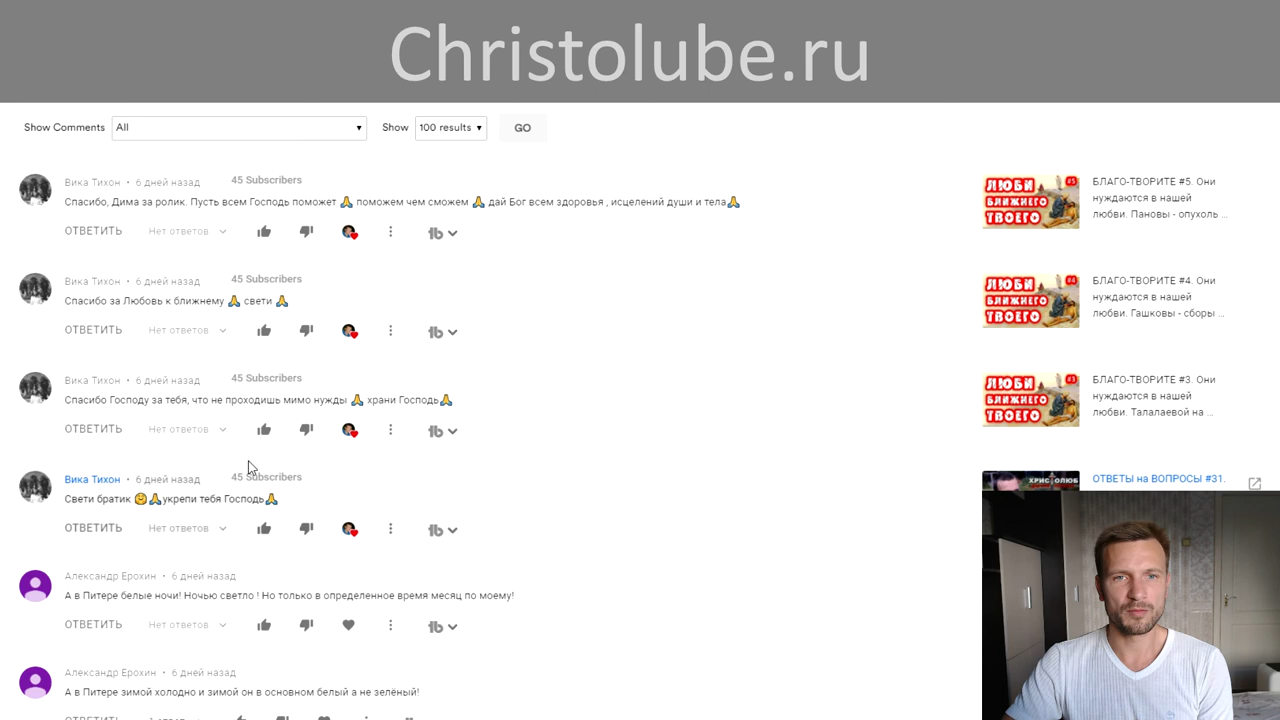 Christolube.ru
Show Comments All Show 100 results GO
Вика Тихон • 6 дней назад 45 Subscribers
Спасибо, Дима за ролик. Пусть всем Господь поможет 🙏 поможем чем сможем 🙏 дай Бог всем здоровья , исцелений души и тела🙏
ОТВЕТИТЬ Нет ответов
БЛАГО-ТВОРИТЕ #5. Они
нуждаются в нашей
любви. Пановы - опухоль ...
ЛЮБИ #5
БЛИЖНЕГО
ТВОЕГО
Вика Тихон • 6 дней назад 45 Subscribers
Спасибо за Любовь к ближнему 🙏 свети 🙏
ОТВЕТИТЬ Нет ответов
ЛЮБИ #4
БЛИЖНЕГО
ТВОЕГО
БЛАГО-ТВОРИТЕ #4. Они
нуждаются в нашей
любви. Гашковы - сборы ...
Вика Тихон • 6 дней назад 45 Subscribers
Спасибо Господу за тебя, что не проходишь мимо нужды 🙏 храни Господь🙏
ОТВЕТИТЬ Нет ответов
ЛЮБИ #3
БЛИЖНЕГО
ТВОЕГО
БЛАГО-ТВОРИТЕ #3. Они
нуждаются в нашей
любви. Талалаевой на ...
Вика Тихон • 6 дней назад 45 Subscribers
Свети братик 🤗🙏укрепи тебя Господь🙏
ОТВЕТИТЬ Нет ответов
ОТВЕТЫ на ВОПРОСЫ #31.
Александр Ерохин • 6 дней назад
А в Питере белые ночи! Ночью светло ! Но только в определенное время месяц по моему!
ОТВЕТИТЬ Нет ответов
Александр Ерохин • 6 дней назад
А в Питере зимой холодно и зимой он в основном белый а не зелёный!